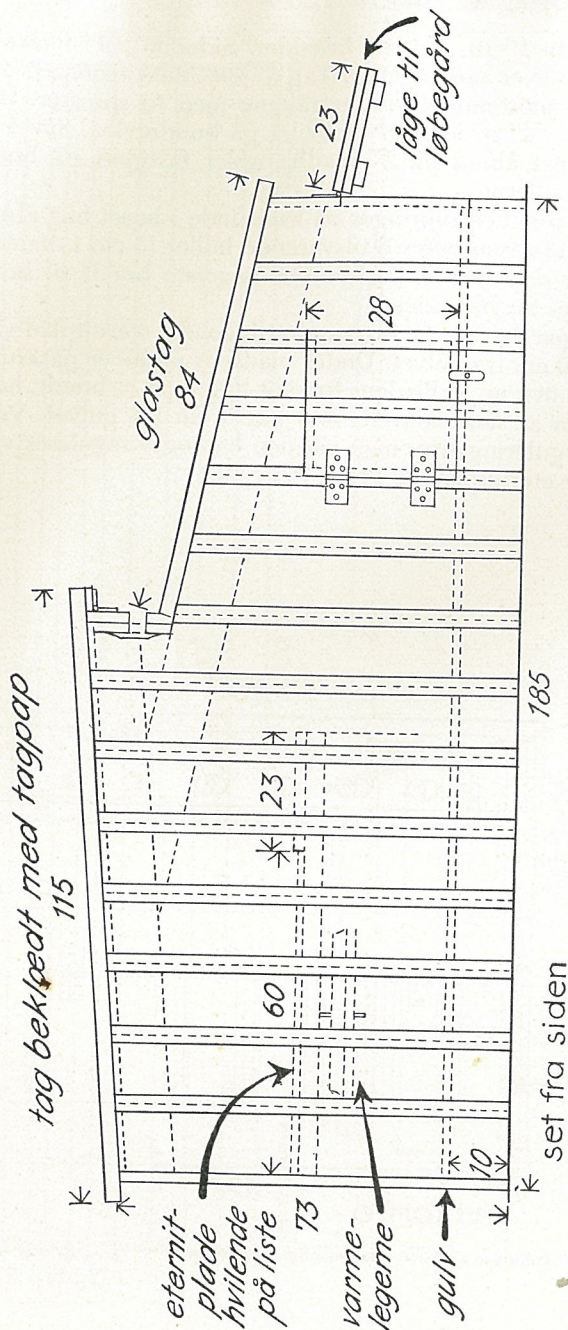 tag beklædt med tagpap
115
glastag
84
23
låge til
løbegård
28
23
60
eternit-
plade
hvilende
på liste
73
varme-
legeme
gulv
10
185
set fra siden